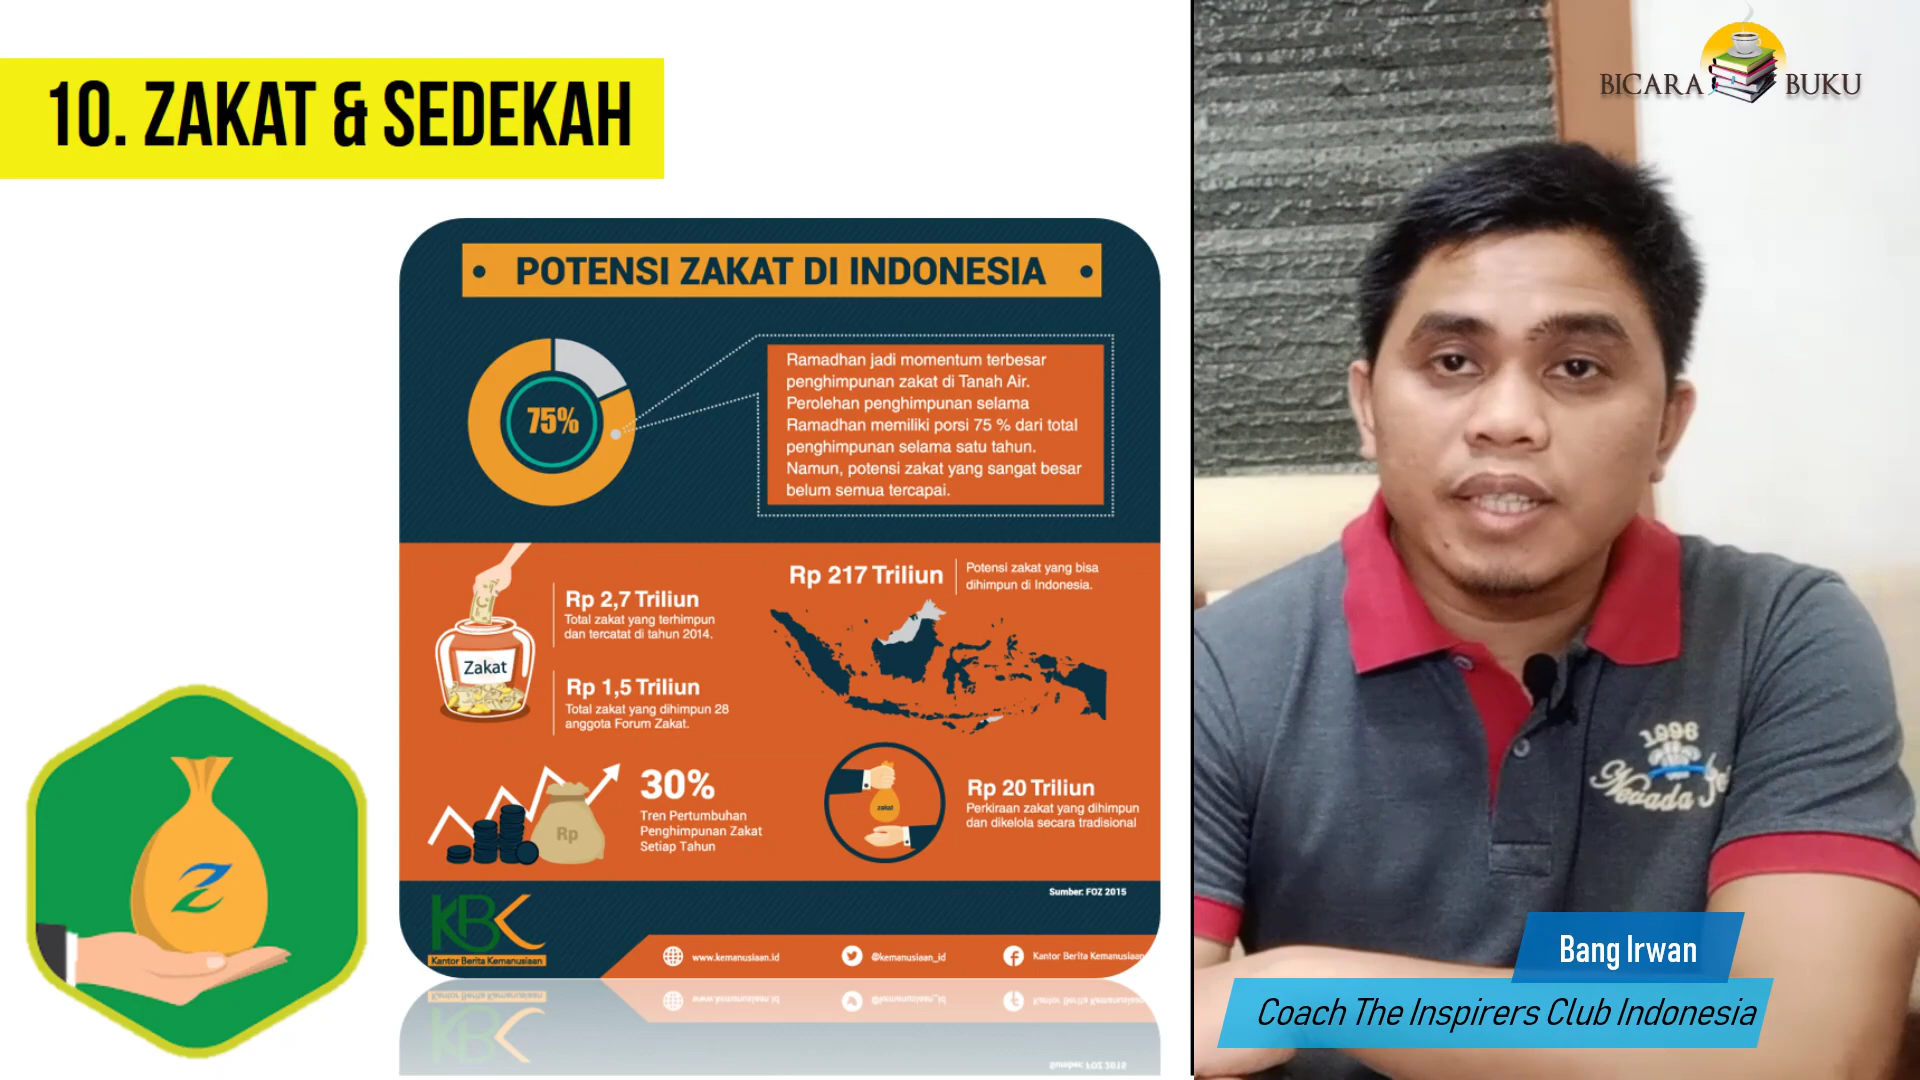 10. ZAKAT & SEDEKAH
BICARA BUKU
• POTENSI ZAKAT DI INDONESIA •
75%
Ramadhan jadi momentum terbesar
penghimpunan zakat di Tanah Air.
Perolehan penghimpunan selama
Ramadhan memiliki porsi 75 % dari total
penghimpunan selama satu tahun.
Namun, potensi zakat yang sangat besar
belum semua tercapai.
Zakat
Rp 2,7 Triliun
Total zakat yang terhimpun
dan tercatat di tahun 2014.
Rp 1,5 Triliun
Total zakat yang dihimpun 28
anggota Forum Zakat.
Rp 217 Triliun
Potensi zakat yang bisa
dihimpun di Indonesia.
Rp
30%
Tren Pertumbuhan
Penghimpunan Zakat
Setiap Tahun
zakat
Rp 20 Triliun
Perkiraan zakat yang dihimpun
dan dikelola secara tradisional
Sumber: FOZ 2015
KBK
Kantor Berita Kemanusiaan
www.kemanusiaan.id
@kemanusiaan_id
Kantor Berita Kemanusiaan
1996
Nevada
Bang Irwan
Coach The Inspirers Club Indonesia